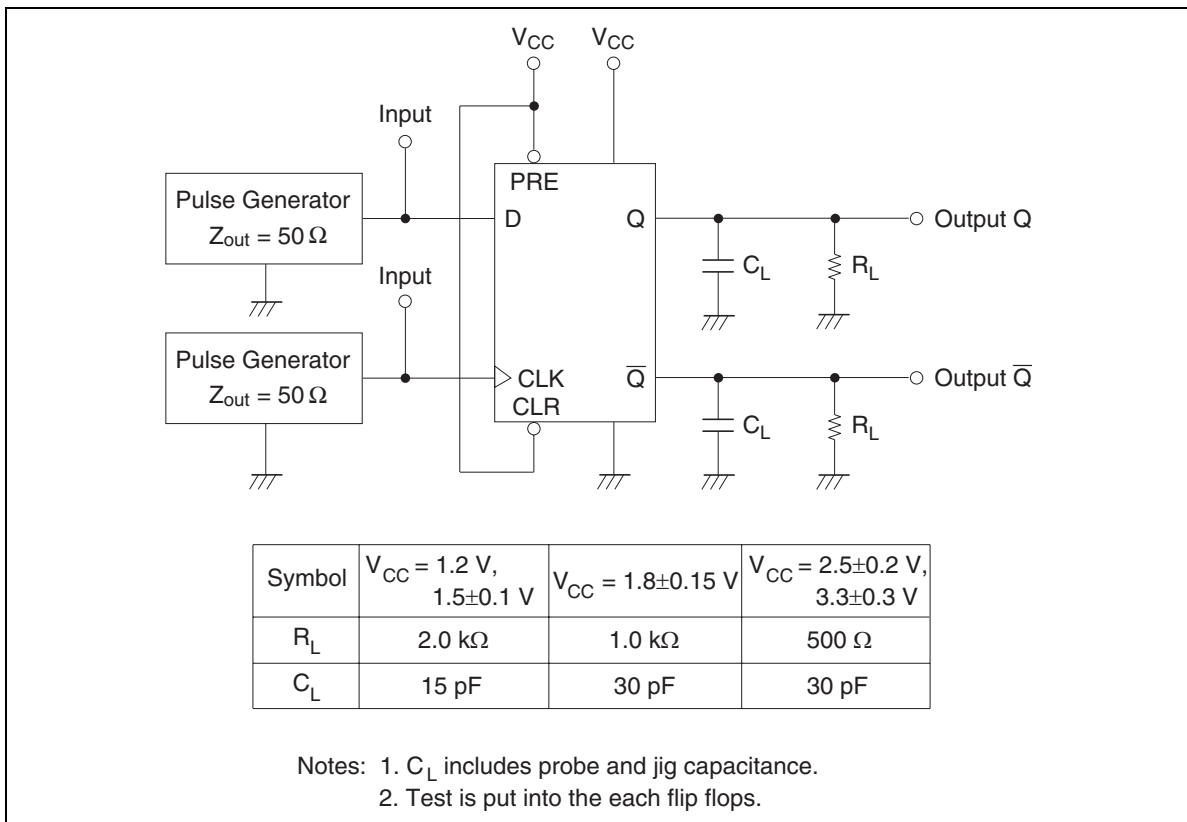 VCC VCC
Input
Pulse Generator
Zout = 50 Ω
PRE
D Q
Output Q
CL RL
Input
Pulse Generator
Zout = 50 Ω
CLK Q̅
CLR
Output Q̅
CL RL
Symbol VCC = 1.2 V, 1.5±0.1 V VCC = 1.8±0.15 V VCC = 2.5±0.2 V, 3.3±0.3 V
RL 2.0 kΩ 1.0 kΩ 500 Ω
CL 15 pF 30 pF 30 pF
Notes: 1. CL includes probe and jig capacitance.
2. Test is put into the each flip flops.